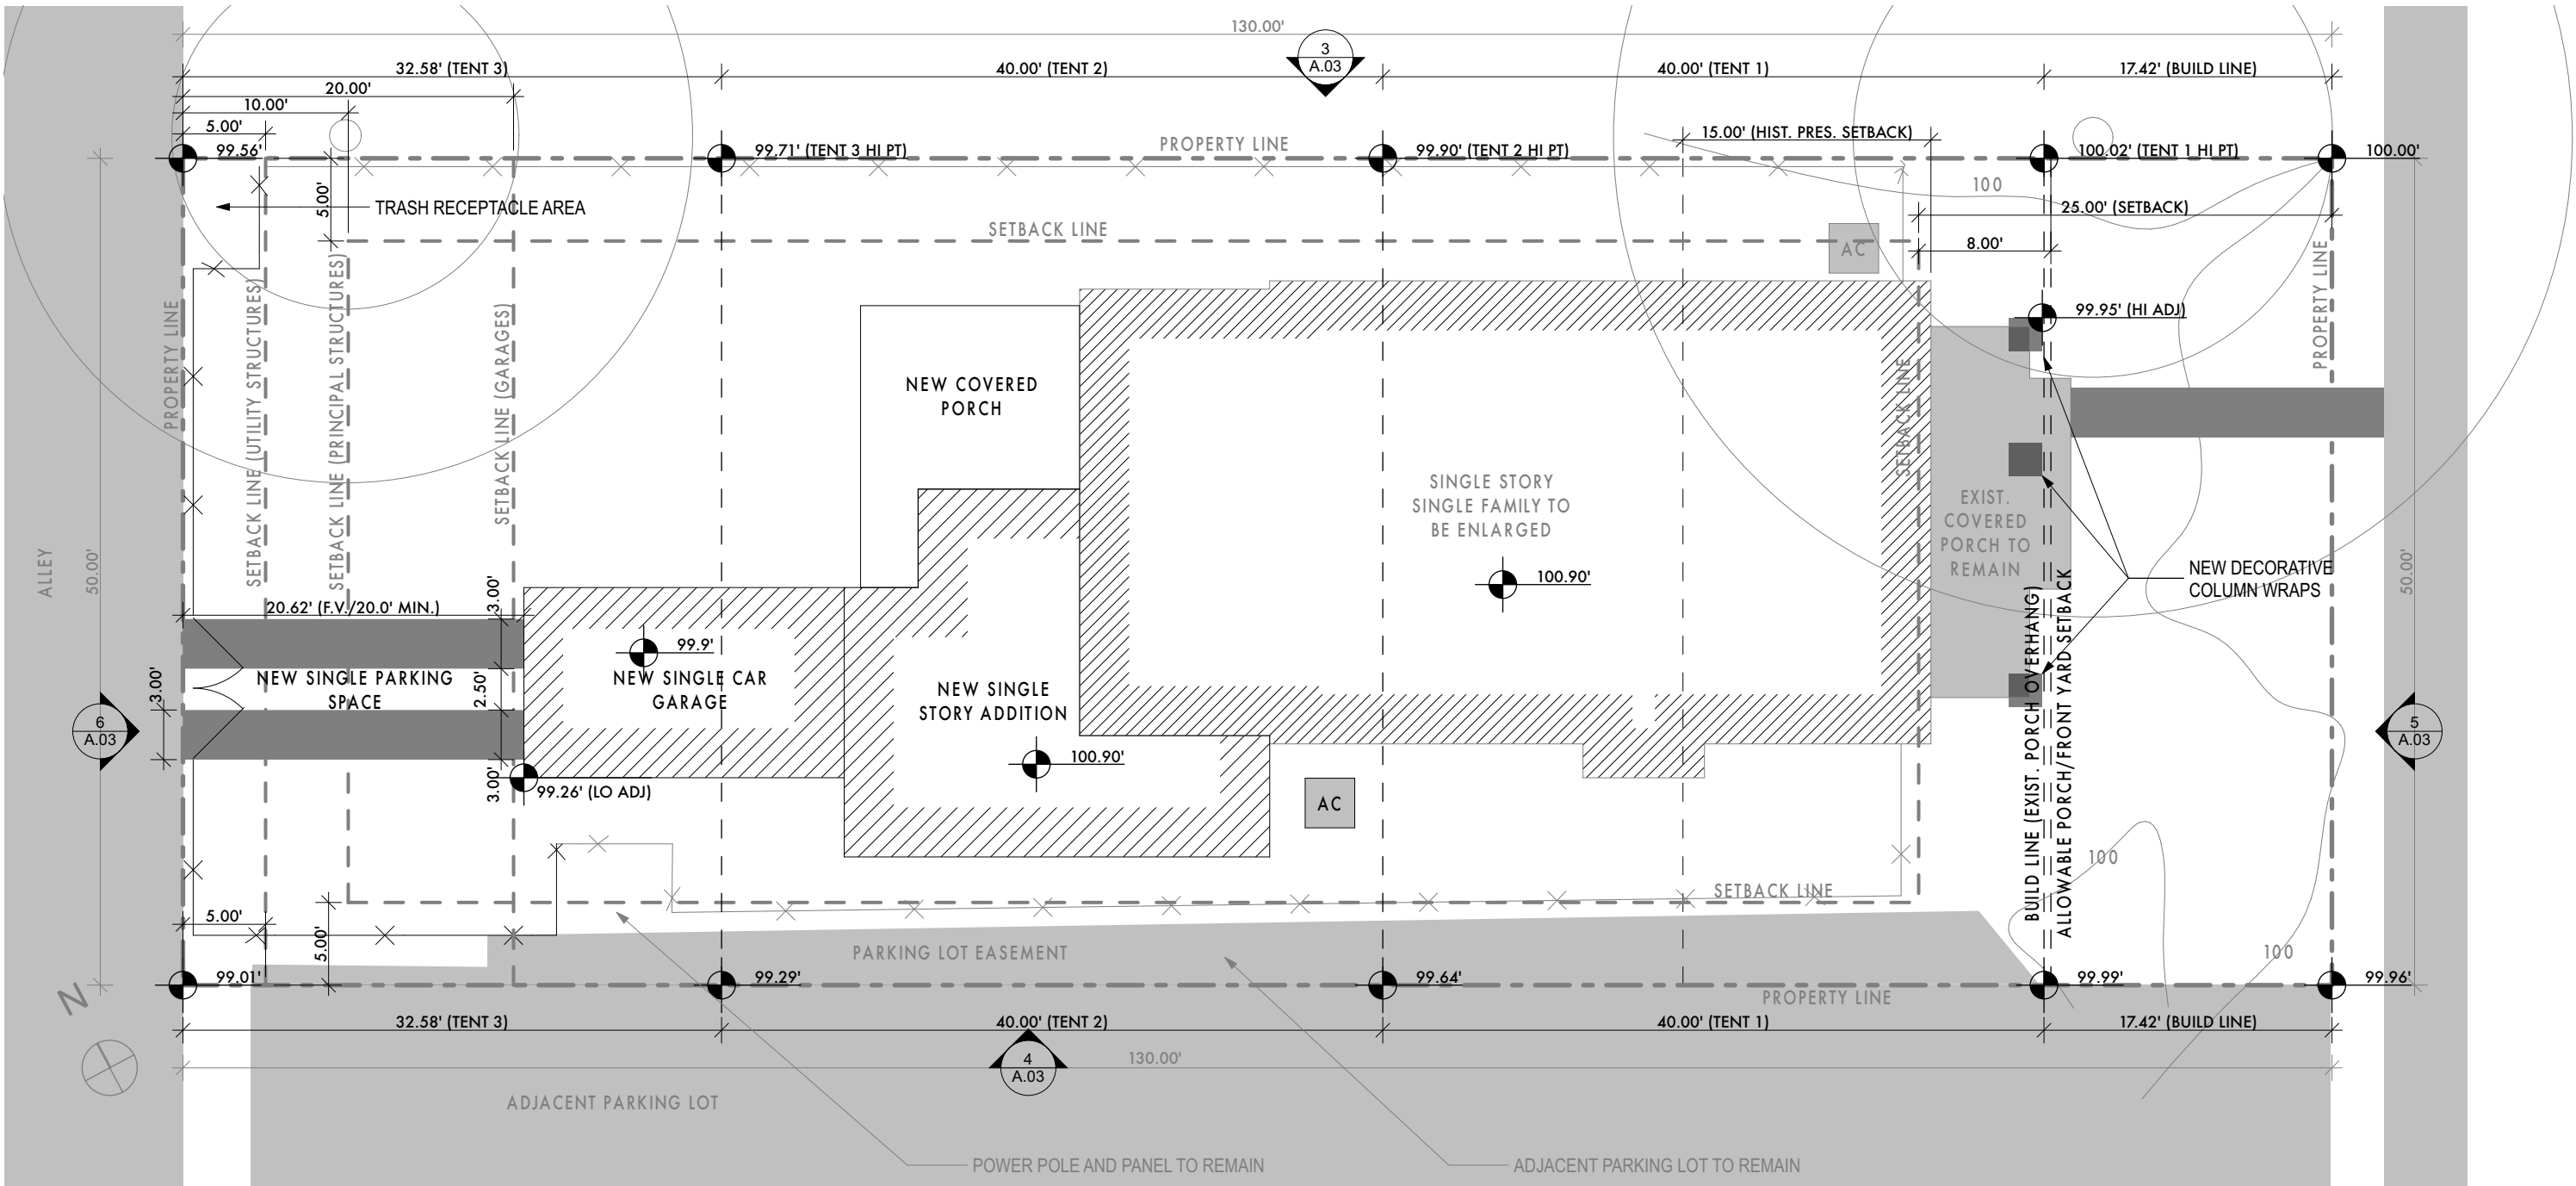 130.00'
3
A.03
32.58' (TENT 3)
40.00' (TENT 2)
40.00' (TENT 1)
17.42' (BUILD LINE)
20.00'
10.00'
5.00'
PROPERTY LINE
15.00' (HIST. PRES. SETBACK)
99.56'
99.71' (TENT 3 HI PT)
99.90' (TENT 2 HI PT)
100.02' (TENT 1 HI PT)
100.00'
100
5.00'
TRASH RECEPTACLE AREA
25.00' (SETBACK)
SETBACK LINE
AC
8.00'
PROPERTY LINE
SETBACK LINE (UTILITY STRUCTURES)
SETBACK LINE (PRINCIPAL STRUCTURES)
SETBACK LINE (GARAGES)
PROPERTY LINE
99.95' (HI ADJ)
NEW COVERED
PORCH
SETBACK LINE
SINGLE STORY
SINGLE FAMILY TO
BE ENLARGED
100.90'
EXIST.
COVERED
PORCH TO
REMAIN
ALLEY
50.00'
50.00'
NEW DECORATIVE
COLUMN WRAPS
20.62' (F.V./20.0' MIN.)
3.00'
99.9'
NEW SINGLE PARKING
SPACE
2.50'
3.00'
NEW SINGLE CAR
GARAGE
NEW SINGLE
STORY ADDITION
100.90'
6
A.03
5
A.03
3.00'
99.26' (LO ADJ)
AC
BUILD LINE (EXIST. PORCH OVERHANG)
ALLOWABLE PORCH/FRONT YARD SETBACK
100
SETBACK LINE
5.00'
5.00'
PARKING LOT EASEMENT
100
99.01'
99.29'
99.64'
99.99'
99.96'
PROPERTY LINE
N
32.58' (TENT 3)
40.00' (TENT 2)
40.00' (TENT 1)
17.42' (BUILD LINE)
4
A.03
130.00'
ADJACENT PARKING LOT
POWER POLE AND PANEL TO REMAIN
ADJACENT PARKING LOT TO REMAIN